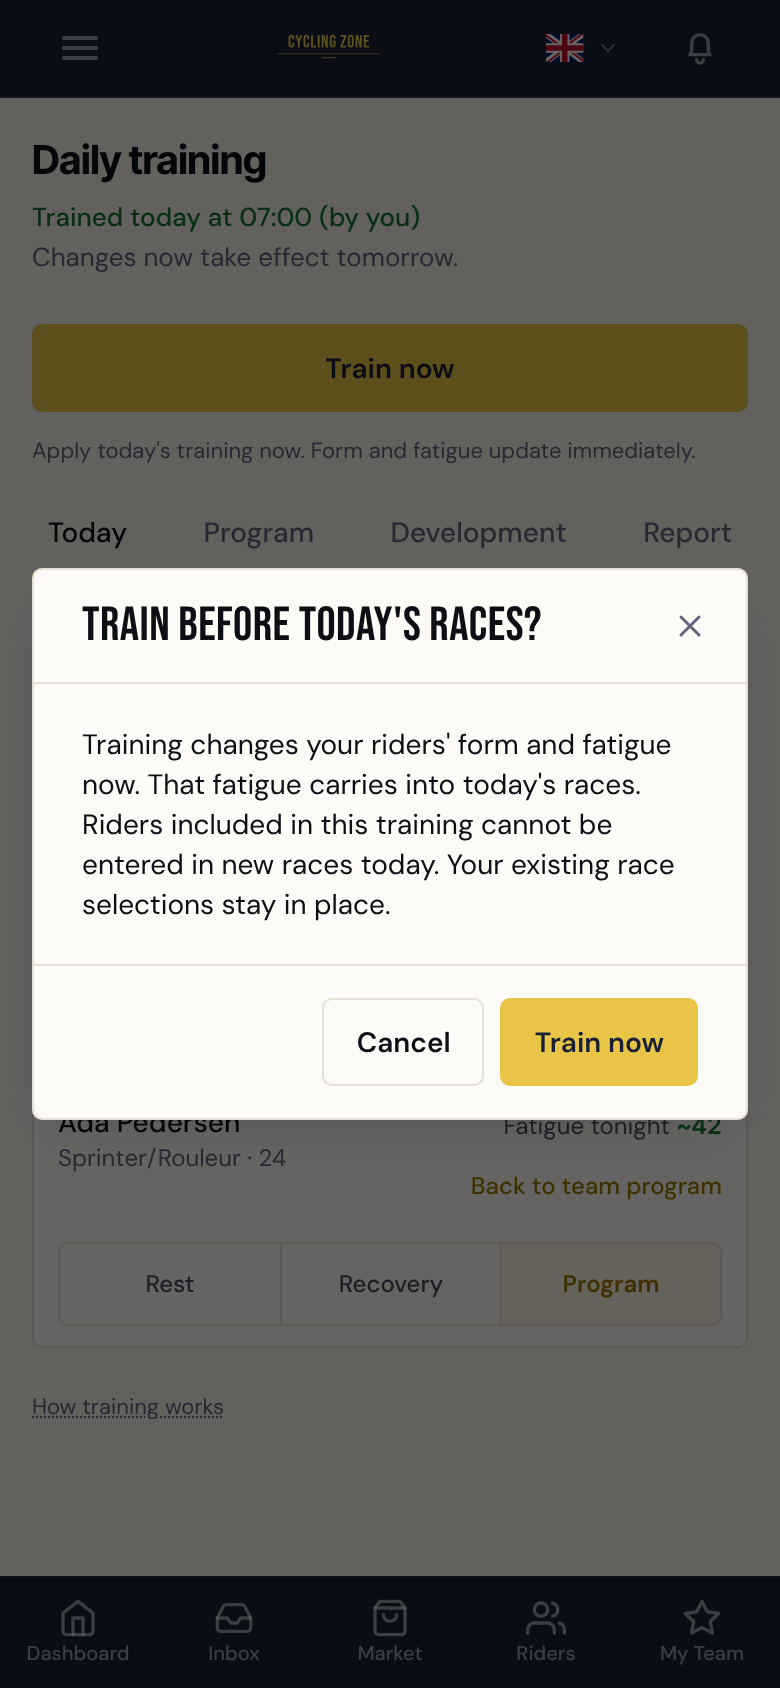 CYCLING ZONE
Daily training
Trained today at 07:00 (by you)
Changes now take effect tomorrow.
Train now
Apply today's training now. Form and fatigue update immediately.
Today Program Development Report
TRAIN BEFORE TODAY'S RACES?
Training changes your riders' form and fatigue
now. That fatigue carries into today's races.
Riders included in this training cannot be
entered in new races today. Your existing race
selections stay in place.
Cancel Train now
Ada Pedersen Fatigue tonight ~42
Sprinter/Rouleur · 24
Back to team program
Rest Recovery Program
How training works
Dashboard Inbox Market Riders My Team